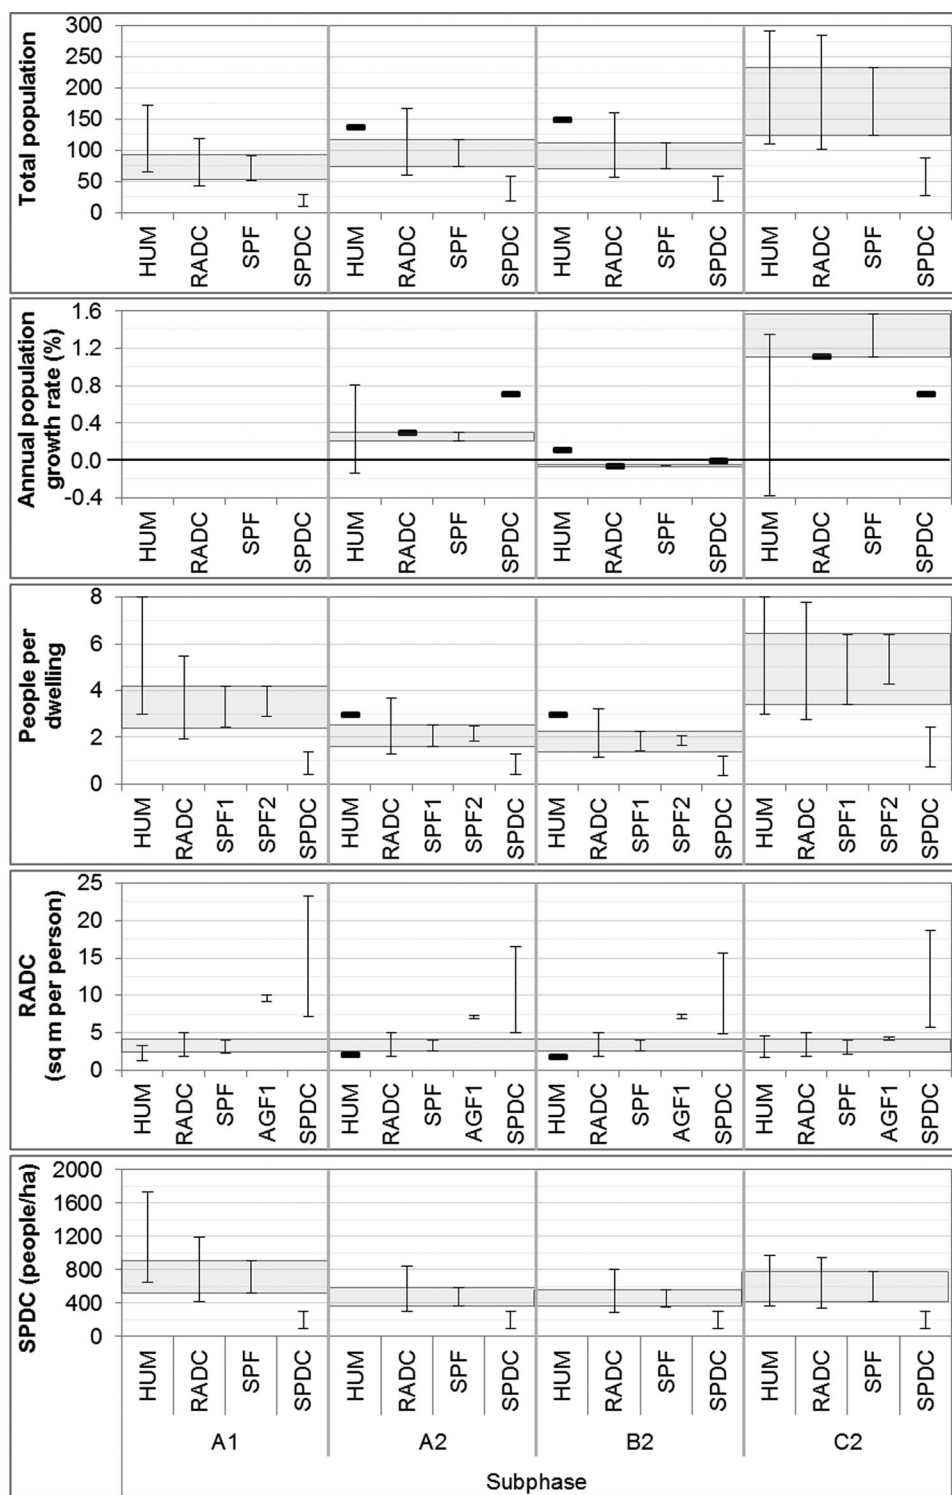 Total population
300
250
200
150
100
50
0
HUM RADC SPF SPDC HUM RADC SPF SPDC HUM RADC SPF SPDC HUM RADC SPF SPDC
Annual population
growth rate (%)
1.6
1.2
0.8
0.4
0.0
-0.4
HUM RADC SPF SPDC HUM RADC SPF SPDC HUM RADC SPF SPDC HUM RADC SPF SPDC
People per
dwelling
8
6
4
2
0
HUM RADC SPF1 SPF2 SPDC HUM RADC SPF1 SPF2 SPDC HUM RADC SPF1 SPF2 SPDC HUM RADC SPF1 SPF2 SPDC
RADC
(sq m per person)
25
20
15
10
5
0
HUM RADC SPF AGF1 SPDC HUM RADC SPF AGF1 SPDC HUM RADC SPF AGF1 SPDC HUM RADC SPF AGF1 SPDC
SPDC (people/ha)
2000
1600
1200
800
400
0
HUM RADC SPF SPDC HUM RADC SPF SPDC HUM RADC SPF SPDC HUM RADC SPF SPDC
A1 A2 B2 C2
Subphase